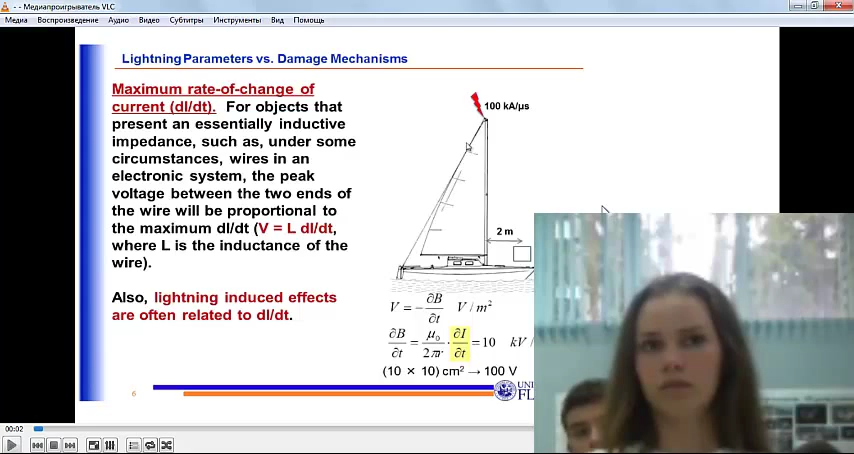 - - Медиапроигрыватель VLC
Медиа Воспроизведение Аудио Видео Субтитры Инструменты Вид Помощь
Lightning Parameters vs. Damage Mechanisms
Maximum rate-of-change of
current (dI/dt). For objects that
present an essentially inductive
impedance, such as, under some
circumstances, wires in an
electronic system, the peak
voltage between the two ends of
the wire will be proportional to
the maximum dI/dt (V = L dI/dt,
where L is the inductance of the
wire).
Also, lightning induced effects
are often related to dI/dt.
100 kA/µs
2 m
V = −∂B/∂t V/m²
∂B/∂t = μ₀/2πr · ∂I/∂t = 10 kV/
(10 × 10) cm² → 100 V
6
UNI
FL
00:02